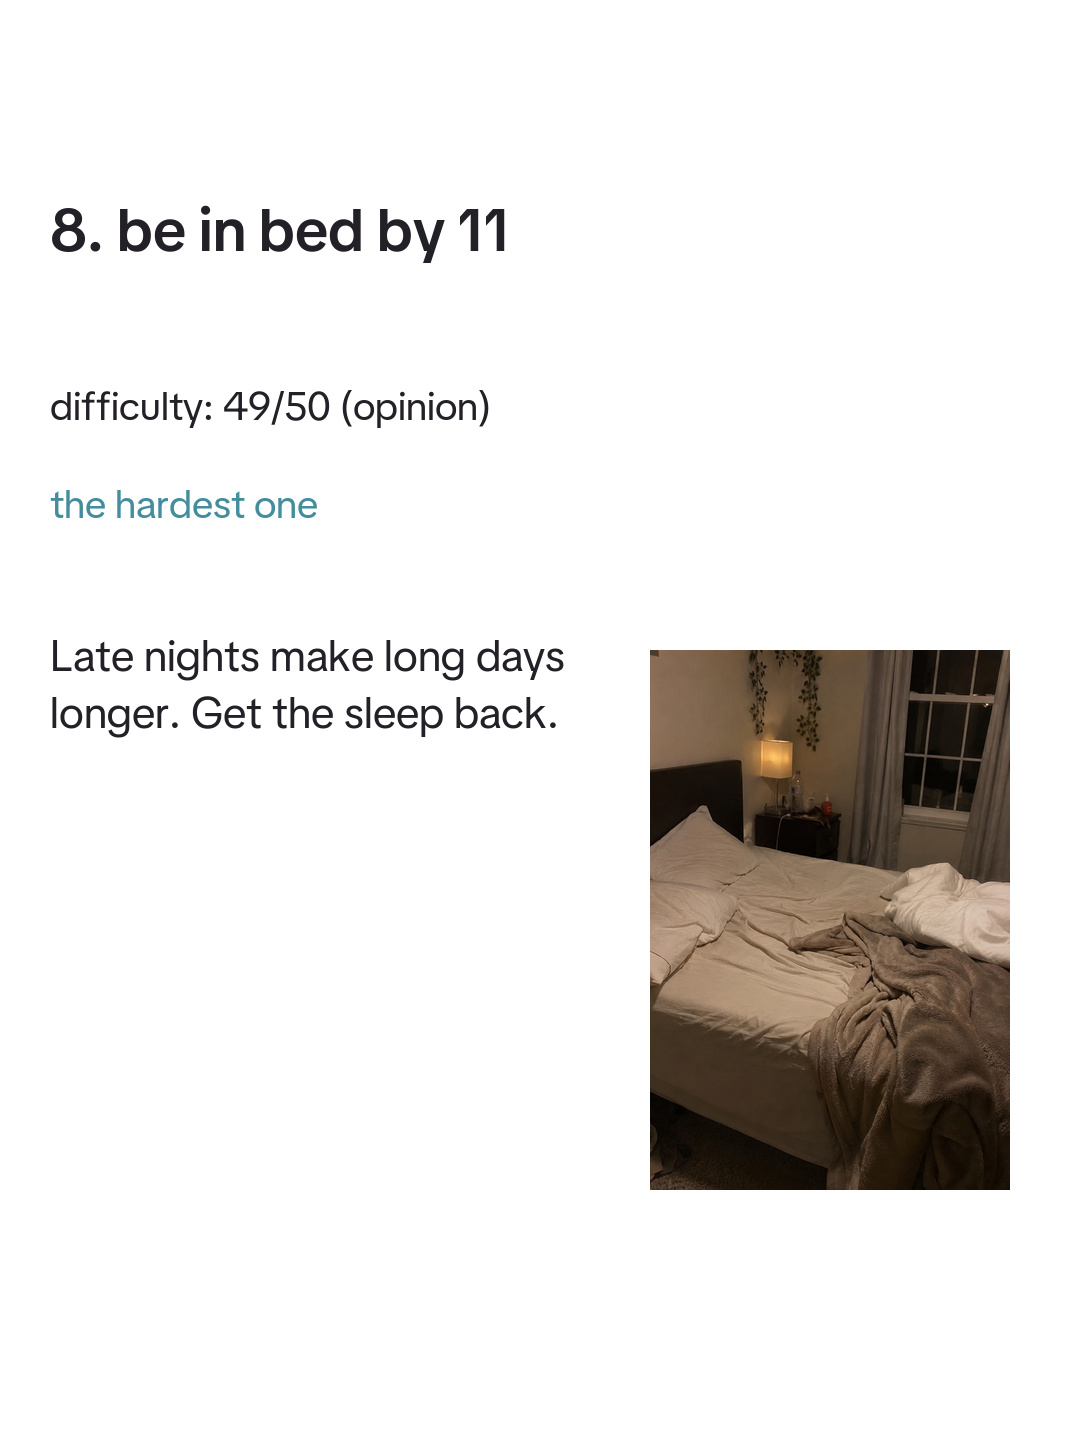 8. be in bed by 11
difficulty: 49/50 (opinion)
the hardest one
Late nights make long days
longer. Get the sleep back.